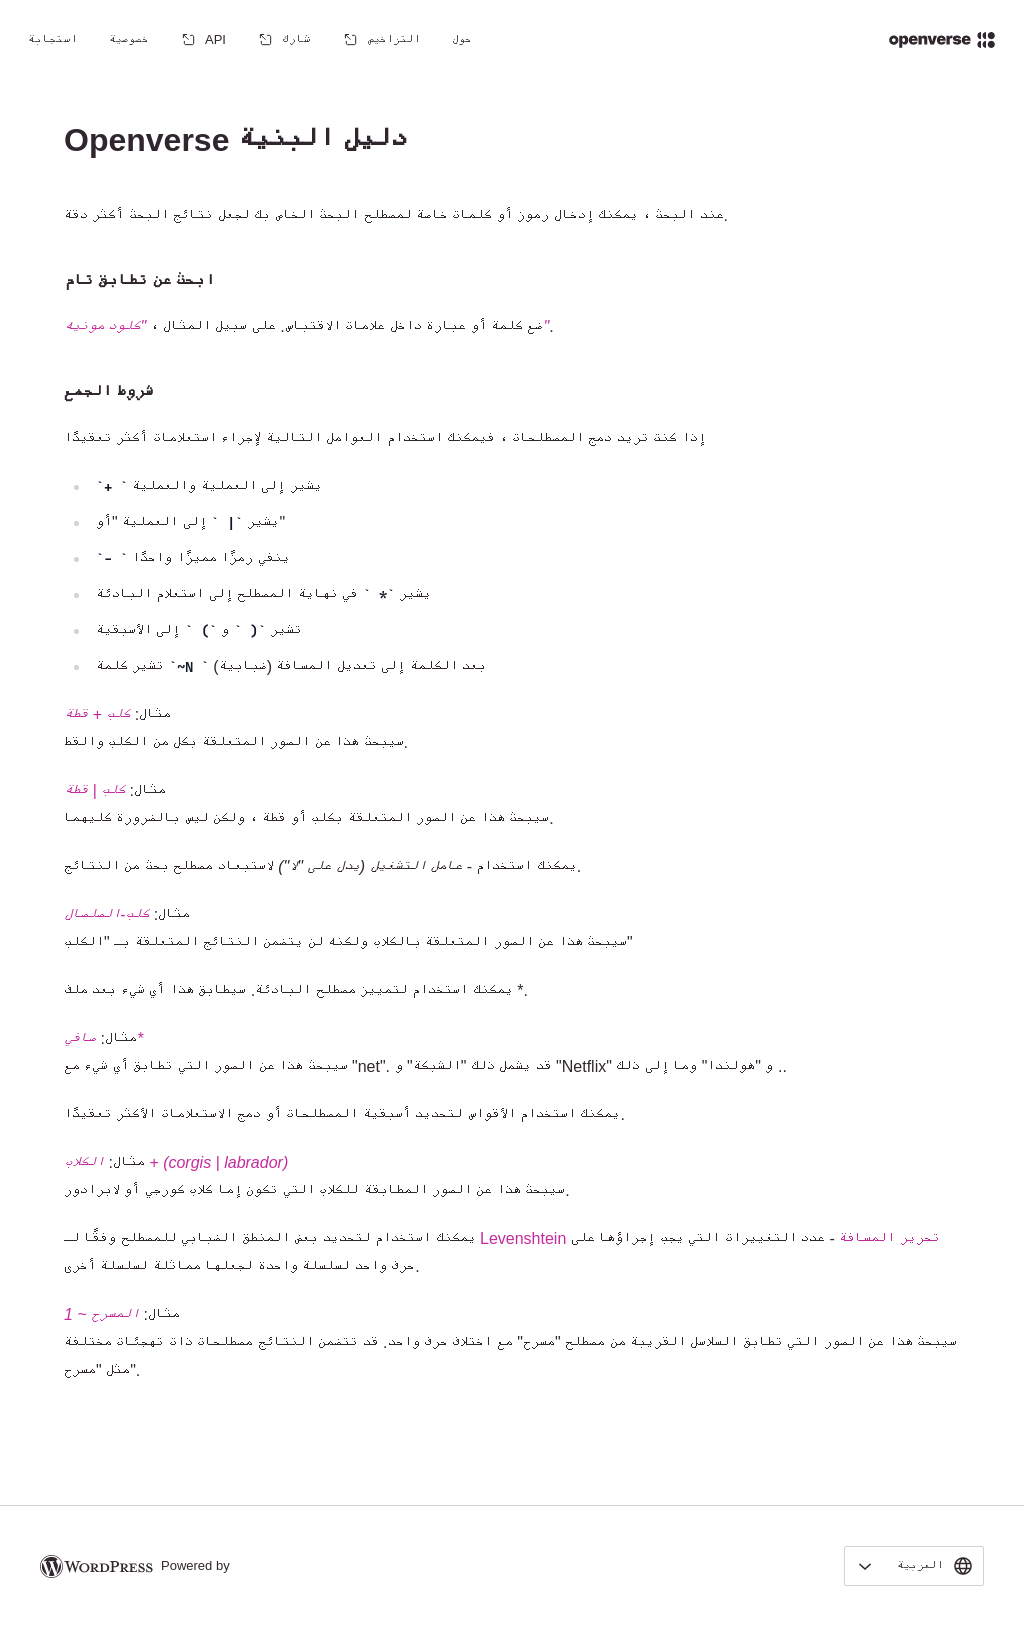 openverse
حول
التراخيص
شارك
API
خصوصية
استجابة
Openverse دليل البنية
عند البحث ، يمكنك إدخال رموز أو كلمات خاصة لمصطلح البحث الخاص بك لجعل نتائج البحث أكثر دقة.
ابحث عن تطابق تام
ضع كلمة أو عبارة داخل علامات الاقتباس. على سبيل المثال ، "كلود مونيه".
شروط الجمع
إذا كنت تريد دمج المصطلحات ، فيمكنك استخدام العوامل التالية لإجراء استعلامات أكثر تعقيدًا
` + ` يشير إلى العملية والعملية
يشير ` | ` إلى العملية "أو"
` - ` ينفي رمزًا مميزًا واحدًا
يشير ` * ` في نهاية المصطلح إلى استعلام البادئة
تشير ` ( ` و ` ) ` إلى الأسبقية
تشير كلمة ` ~N ` بعد الكلمة إلى تعديل المسافة (ضبابية)
مثال: كلب + قطة
سيبحث هذا عن الصور المتعلقة بكل من الكلب والقط.
مثال: كلب | قطة
سيبحث هذا عن الصور المتعلقة بكلب أو قطة ، ولكن ليس بالضرورة كليهما.
يمكنك استخدام - عامل التشغيل (يدل على "لا") لاستبعاد مصطلح بحث من النتائج.
مثال: كلب-الصلصال
سيبحث هذا عن الصور المتعلقة بالكلاب ولكنه لن يتضمن النتائج المتعلقة بـ "الكلب"
يمكنك استخدام لتمييز مصطلح البادئة. سيطابق هذا أي شيء بعد ملف *.
مثال: صافي*
سيبحث هذا عن الصور التي تطابق أي شيء مع "net". قد يشمل ذلك "الشبكة" و "Netflix" و "هولندا" وما إلى ذلك ..
يمكنك استخدام الأقواس لتحديد أسبقية المصطلحات أو دمج الاستعلامات الأكثر تعقيدًا.
مثال: الكلاب + (corgis | labrador)
سيبحث هذا عن الصور المطابقة للكلاب التي تكون إما كلاب كورجي أو لابرادور.
يمكنك استخدام لتحديد بعض المنطق الضبابي للمصطلح وفقًا لـ Levenshtein تحرير المسافة - عدد التغييرات التي يجب إجراؤها على
حرف واحد لسلسلة واحدة لجعلها مماثلة لسلسلة أخرى.
مثال: المسرح ~ 1
سيبحث هذا عن الصور التي تطابق السلاسل القريبة من مصطلح "مسرح" مع اختلاف حرف واحد. قد تتضمن النتائج مصطلحات ذات تهجئات مختلفة
مثل "مسرح".
العربية
Powered by WORDPRESS